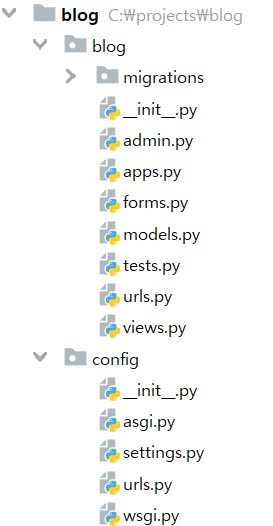 blog C:₩projects₩blog
blog
migrations
__init__.py
admin.py
apps.py
forms.py
models.py
tests.py
urls.py
views.py
config
__init__.py
asgi.py
settings.py
urls.py
wsgi.py